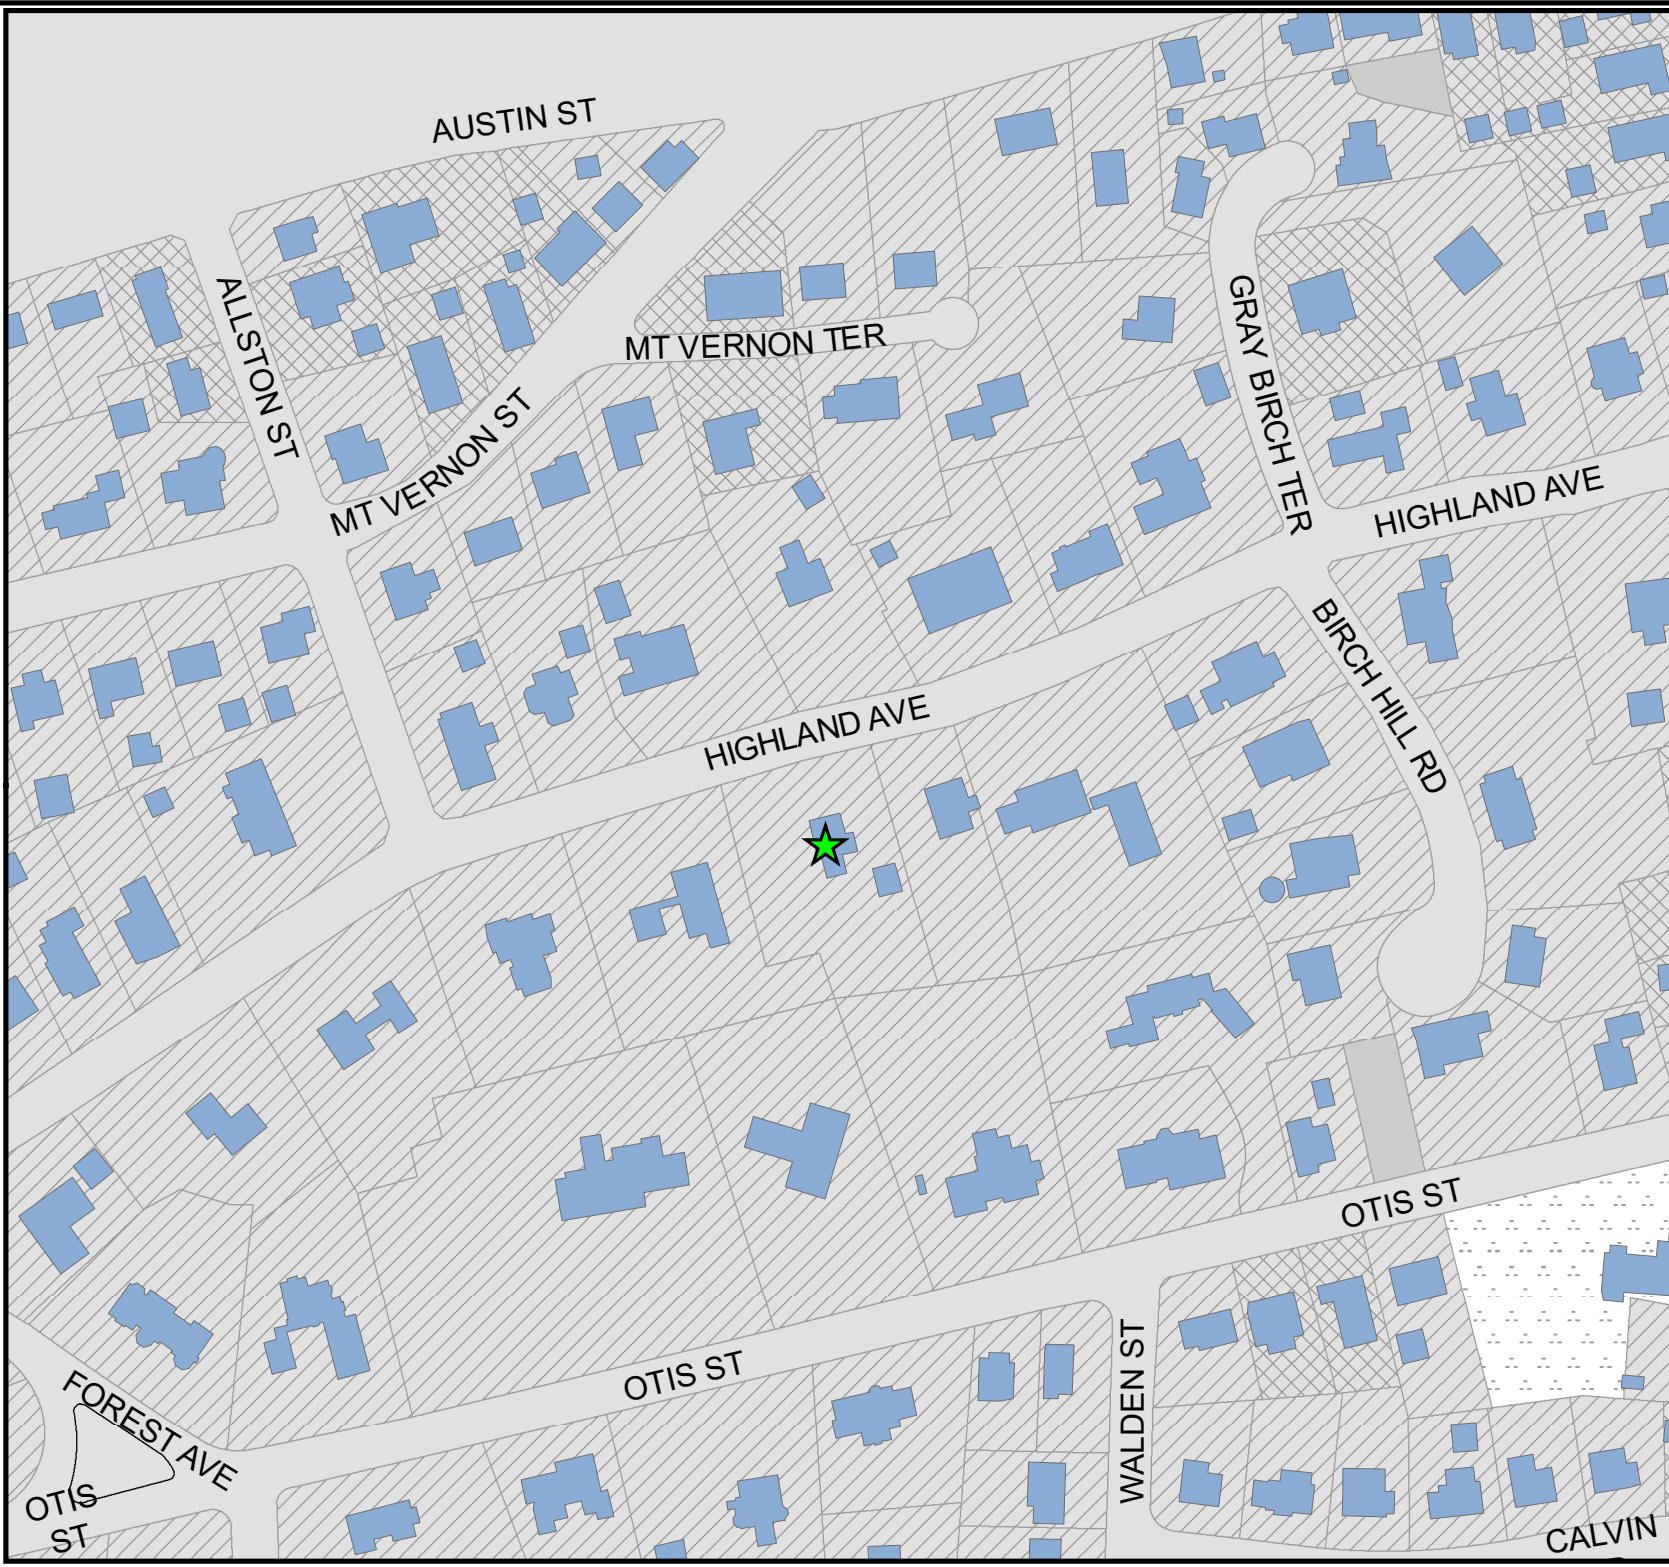 AUSTIN ST
ALLSTON ST
MT VERNON TER
GRAY BIRCH TER
MT VERNON ST
HIGHLAND AVE
BIRCH HILL RD
HIGHLAND AVE
OTIS ST
WALDEN ST
OTIS ST
FOREST AVE
OTIS
ST
CALVIN